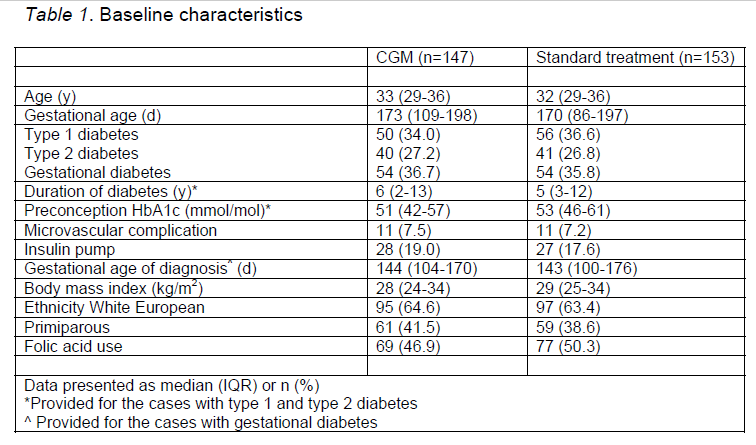 Table 1. Baseline characteristics
CGM (n=147) Standard treatment (n=153)
Age (y) 33 (29-36) 32 (29-36)
Gestational age (d) 173 (109-198) 170 (86-197)
Type 1 diabetes 50 (34.0) 56 (36.6)
Type 2 diabetes 40 (27.2) 41 (26.8)
Gestational diabetes 54 (36.7) 54 (35.8)
Duration of diabetes (y)* 6 (2-13) 5 (3-12)
Preconception HbA1c (mmol/mol)* 51 (42-57) 53 (46-61)
Microvascular complication 11 (7.5) 11 (7.2)
Insulin pump 28 (19.0) 27 (17.6)
Gestational age of diagnosis^ (d) 144 (104-170) 143 (100-176)
Body mass index (kg/m²) 28 (24-34) 29 (25-34)
Ethnicity White European 95 (64.6) 97 (63.4)
Primiparous 61 (41.5) 59 (38.6)
Folic acid use 69 (46.9) 77 (50.3)
Data presented as median (IQR) or n (%)
*Provided for the cases with type 1 and type 2 diabetes
^ Provided for the cases with gestational diabetes